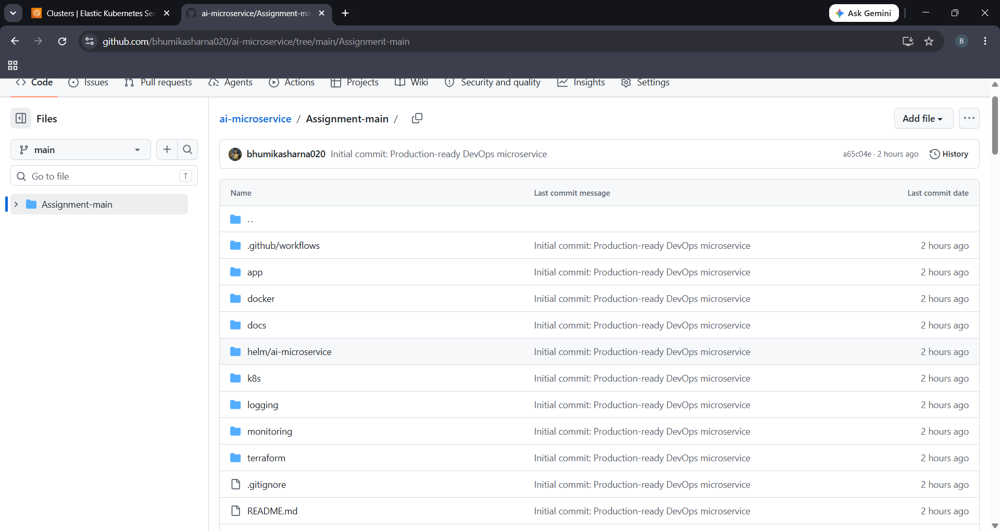 Clusters | Elastic Kubernetes Ser
ai-microservice/Assignment-ma
Ask Gemini
github.com/bhumikasharna020/ai-microservice/tree/main/Assignment-main
B
Code Issues Pull requests Agents Actions Projects Wiki Security and quality Insights Settings
Files
main
Go to file T
Assignment-main
ai-microservice / Assignment-main /
Add file
bhumikasharna020 Initial commit: Production-ready DevOps microservice a65c04e · 2 hours ago History
Name Last commit message Last commit date
..
.github/workflows Initial commit: Production-ready DevOps microservice 2 hours ago
app Initial commit: Production-ready DevOps microservice 2 hours ago
docker Initial commit: Production-ready DevOps microservice 2 hours ago
docs Initial commit: Production-ready DevOps microservice 2 hours ago
helm/ai-microservice Initial commit: Production-ready DevOps microservice 2 hours ago
k8s Initial commit: Production-ready DevOps microservice 2 hours ago
logging Initial commit: Production-ready DevOps microservice 2 hours ago
monitoring Initial commit: Production-ready DevOps microservice 2 hours ago
terraform Initial commit: Production-ready DevOps microservice 2 hours ago
.gitignore Initial commit: Production-ready DevOps microservice 2 hours ago
README.md Initial commit: Production-ready DevOps microservice 2 hours ago